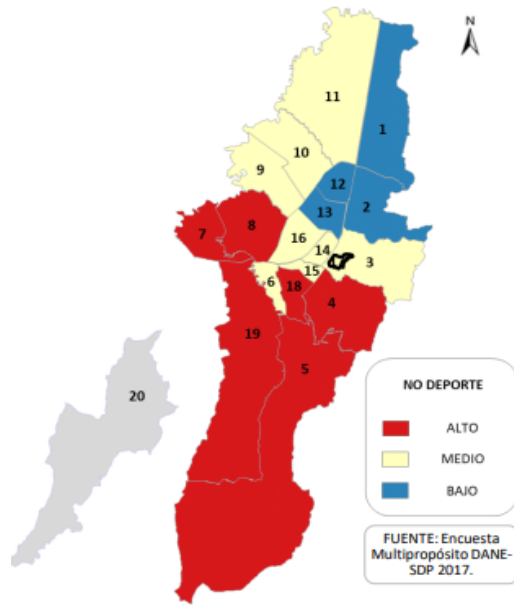 N
11
1
10
9
12
2
13
8
7
16
14
3
15
6
18
4
19
5
20
NO DEPORTE
ALTO
MEDIO
BAJO
FUENTE: Encuesta
Multipropósito DANE-
SDP 2017.